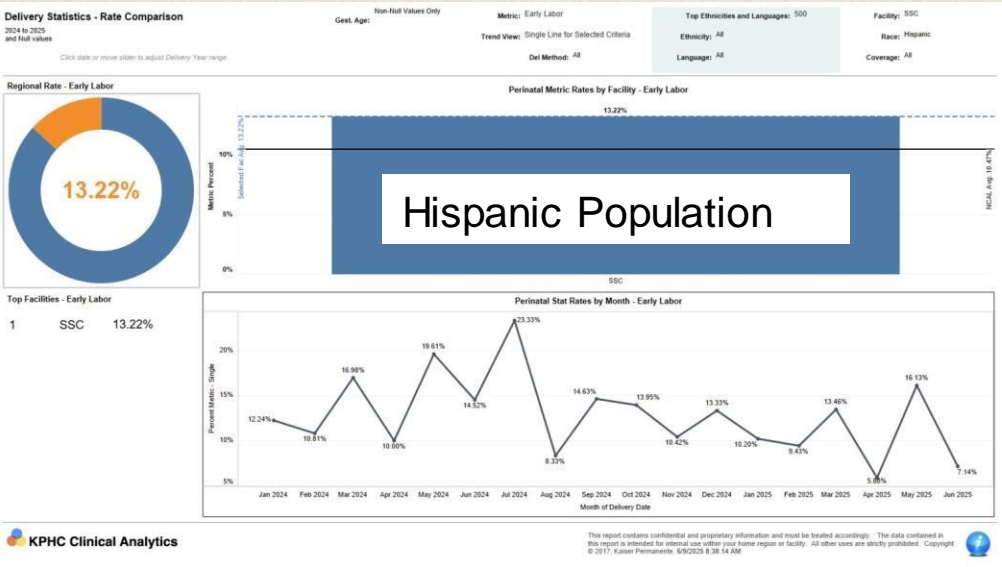 Delivery Statistics - Rate Comparison
2024 to 2025
and Null values
Click date or move slider to adjust Delivery Year range.
Gest. Age: Non-Null Values Only
Metric: Early Labor
Trend View: Single Line for Selected Criteria
Del Method: All
Top Ethnicities and Languages: 500
Ethnicity: All
Language: All
Facility: SSC
Race: Hispanic
Coverage: All
Regional Rate - Early Labor
13.22%
Perinatal Metric Rates by Facility - Early Labor
13.22%
Selected Fac Avg: 13.22%
Metric Percent
10%
5%
0%
NCAL Avg: 10.47%
Hispanic Population
SSC
Top Facilities - Early Labor
1 SSC 13.22%
Perinatal Stat Rates by Month - Early Labor
Percent Metric - Single
20%
15%
10%
5%
12.24%
10.81%
16.98%
10.00%
19.61%
14.52%
23.33%
8.33%
14.63%
13.95%
10.42%
13.33%
10.20%
9.43%
13.46%
5.88%
16.13%
7.14%
Jan 2024 Feb 2024 Mar 2024 Apr 2024 May 2024 Jun 2024 Jul 2024 Aug 2024 Sep 2024 Oct 2024 Nov 2024 Dec 2024 Jan 2025 Feb 2025 Mar 2025 Apr 2025 May 2025 Jun 2025
Month of Delivery Date
KPHC Clinical Analytics
This report contains confidential and proprietary information and must be treated accordingly. The data contained in
this report is intended for internal use within your home region or facility. All other uses are strictly prohibited. Copyright
© 2017, Kaiser Permanente. 6/9/2025 8:38:14 AM